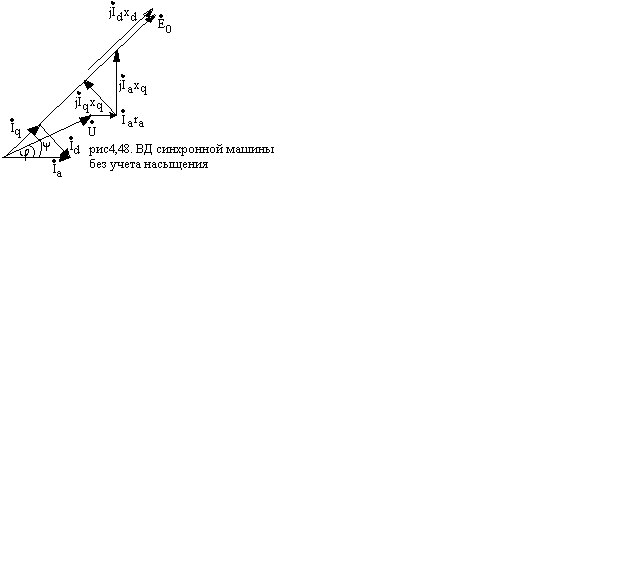 jİdxd
Ė0
jİaxq
jİqxq
İara
İq
U̇
İd
ψ
φ
İa
рис4,48. ВД синхронной машины
без учета насыщения